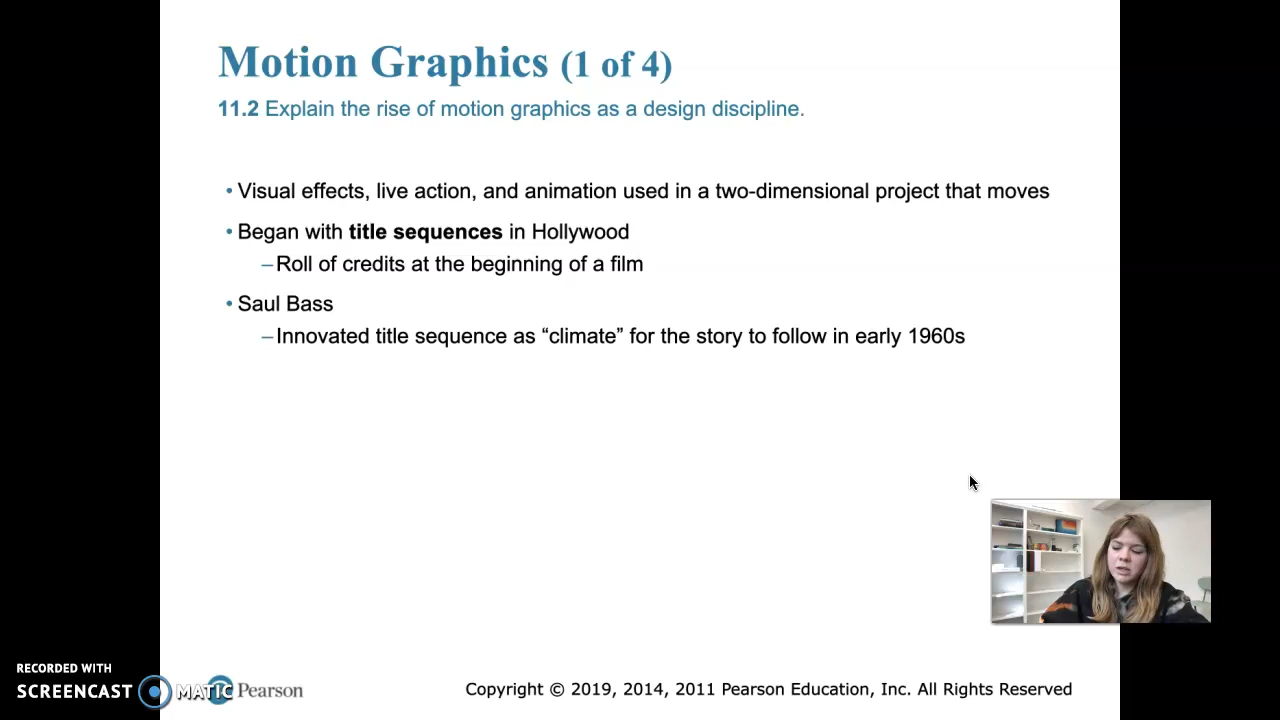 Motion Graphics (1 of 4)
11.2 Explain the rise of motion graphics as a design discipline.
• Visual effects, live action, and animation used in a two-dimensional project that moves
• Began with title sequences in Hollywood
–Roll of credits at the beginning of a film
• Saul Bass
–Innovated title sequence as “climate” for the story to follow in early 1960s
RECORDED WITH
SCREENCAST MATIC
Pearson
Copyright © 2019, 2014, 2011 Pearson Education, Inc. All Rights Reserved